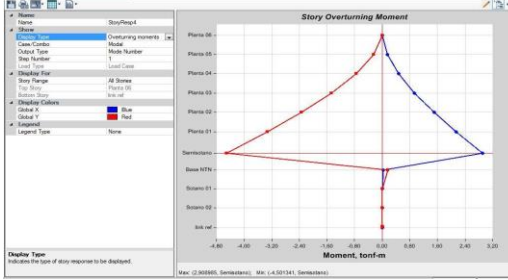 Name
Name StoryResp4
Show
Display Type Overturning moments
Case/Combo Modal
Output Type Mode Number
Step Number 1
Load Type Load Case
Display For
Story Range All Stories
Top Story Planta 06
Bottom Story link ref
Display Colors
Global X Blue
Global Y Red
Legend
Legend Type None
Display Type
Indicates the type of story response to be displayed.
Story Overturning Moment
Planta 06
Planta 05
Planta 04
Planta 03
Planta 02
Planta 01
Semisotano
Base NTN
Sotano 01
Sotano 02
link ref
-4,80 -4,00 -3,20 -2,40 -1,60 -0,80 0,00 0,80 1,60 2,40 3,20
Moment, tonf-m
Max: (2,900985, Semisotano); Min: (-4,501341, Semisotano)